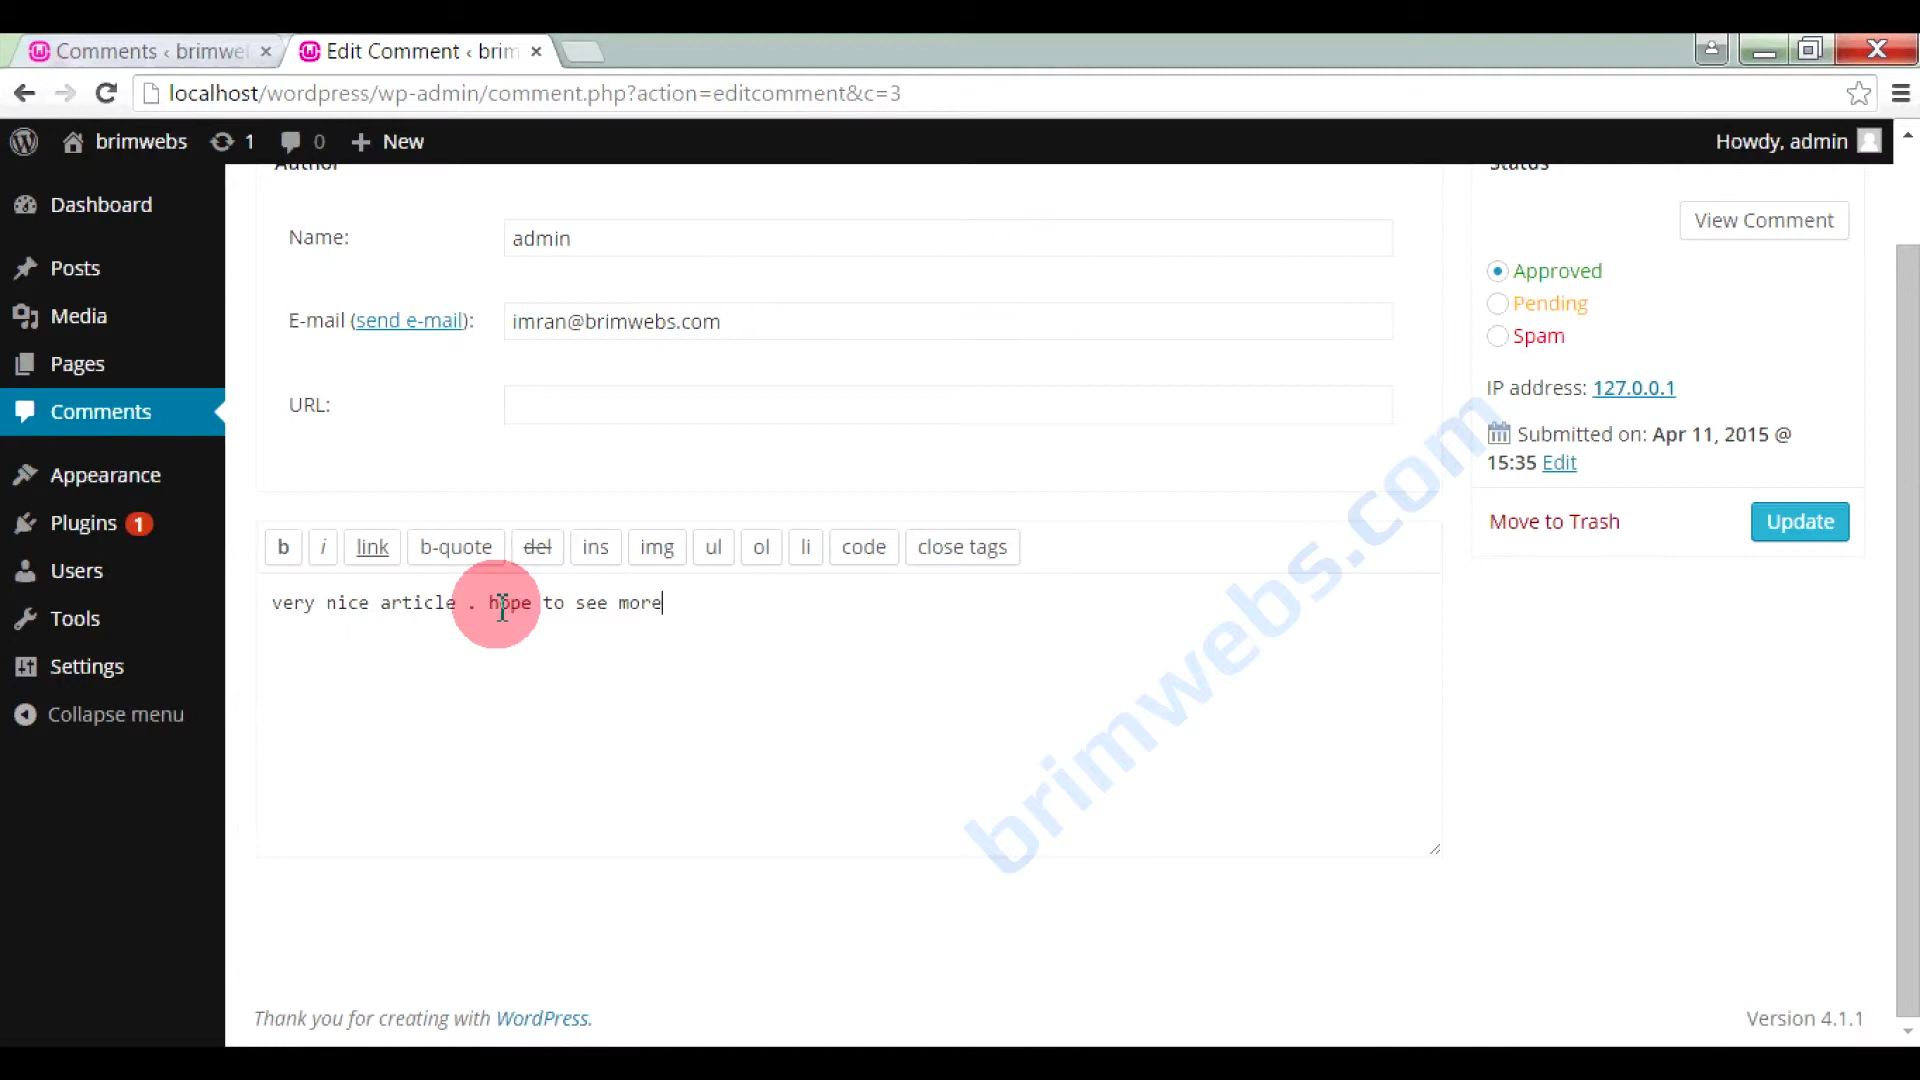 Comments ‹ brimwe
Edit Comment ‹ brim
localhost/wordpress/wp-admin/comment.php?action=editcomment&c=3
brimwebs 1 0 + New
Howdy, admin
Dashboard
Posts
Media
Pages
Comments
Appearance
Plugins 1
Users
Tools
Settings
Collapse menu
Author
Name: admin
E-mail (send e-mail): imran@brimwebs.com
URL:
b i link b-quote del ins img ul ol li code close tags
very nice article . hope to see more
Status
View Comment
Approved
Pending
Spam
IP address: 127.0.0.1
Submitted on: Apr 11, 2015 @
15:35 Edit
Move to Trash
Update
brimwebs.com
Thank you for creating with WordPress.
Version 4.1.1